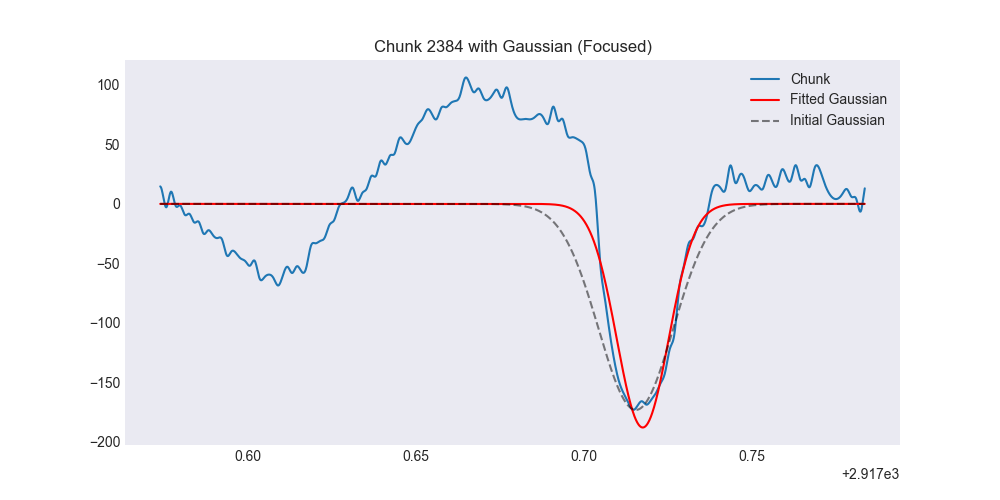 Chunk 2384 with Gaussian (Focused)
Chunk
Fitted Gaussian
Initial Gaussian
100
50
0
−50
−100
−150
−200
0.60 0.65 0.70 0.75
+2.917e3